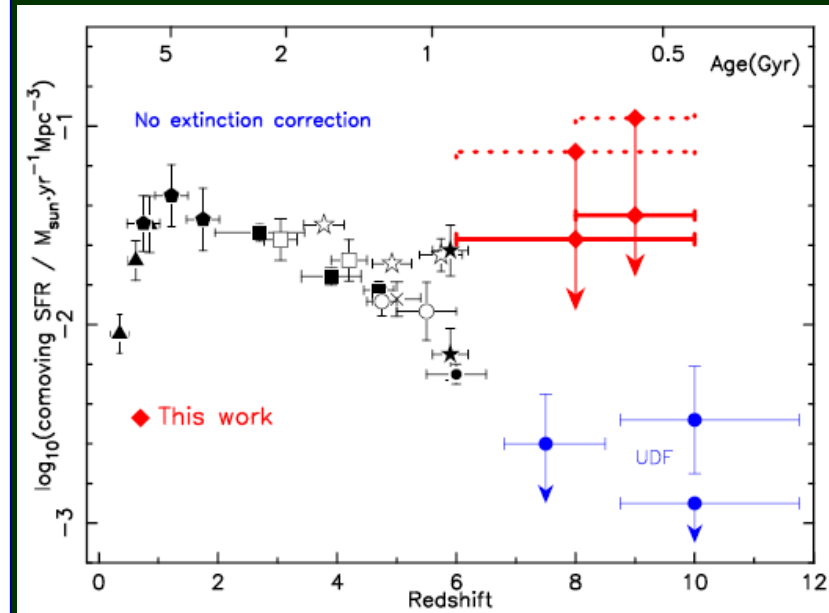 5 2 1 0.5
Age(Gyr)
No extinction correction
log₁₀(comoving SFR / M_sun.yr⁻¹Mpc⁻³)
-1
-2
-3
This work
UDF
0 2 4 6 8 10 12
Redshift